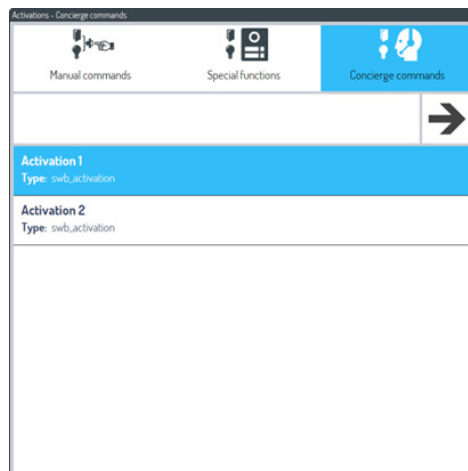 Activations - Concierge commands
Manual commands
Special functions
Concierge commands
Activation 1
Type: swb_activation
Activation 2
Type: swb_activation